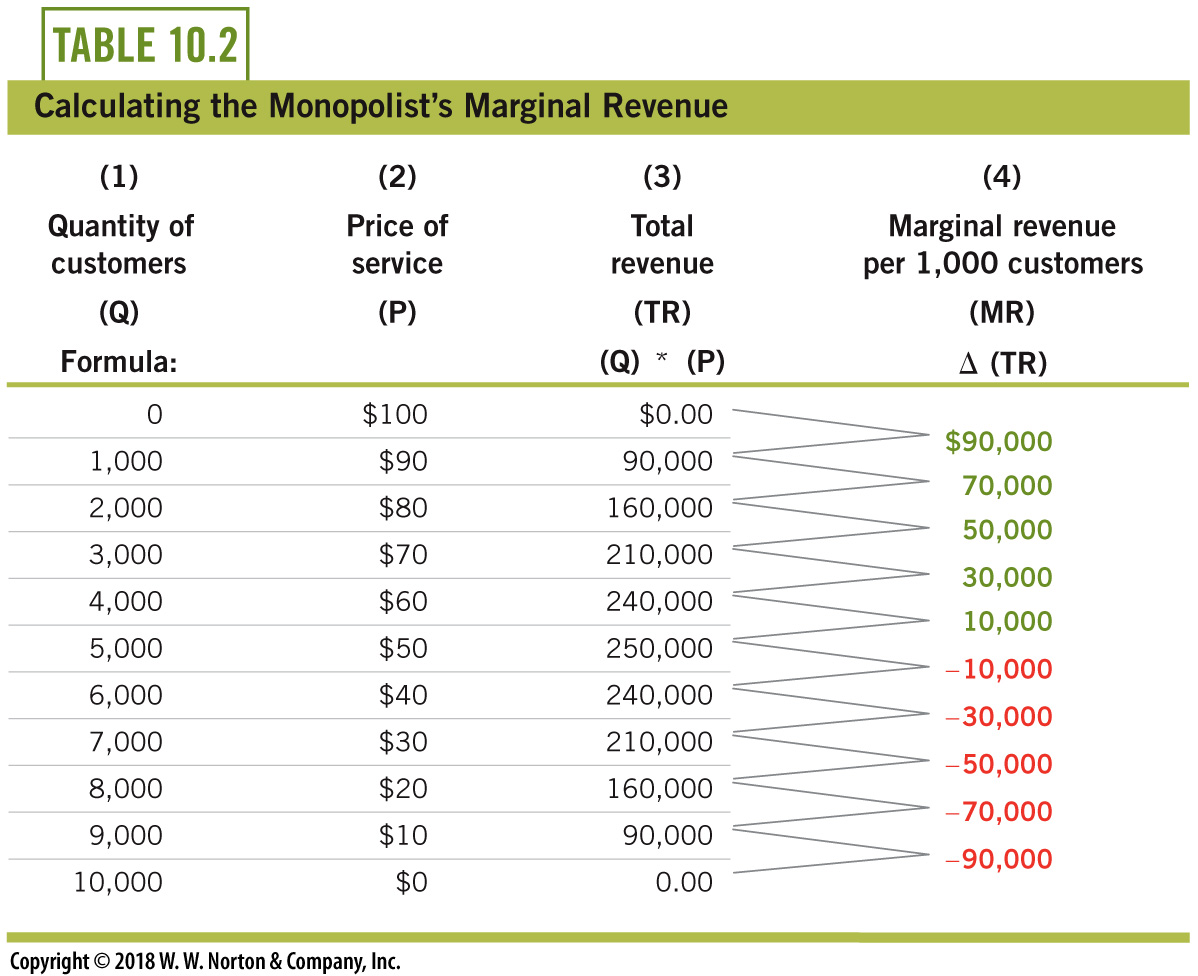 TABLE 10.2
Calculating the Monopolist's Marginal Revenue
(1) (2) (3) (4)
Quantity of Price of Total Marginal revenue
customers service revenue per 1,000 customers
(Q) (P) (TR) (MR)
Formula: (Q) * (P) Δ (TR)
0 $100 $0.00
$90,000
1,000 $90 90,000
70,000
2,000 $80 160,000
50,000
3,000 $70 210,000
30,000
4,000 $60 240,000
10,000
5,000 $50 250,000
–10,000
6,000 $40 240,000
–30,000
7,000 $30 210,000
–50,000
8,000 $20 160,000
–70,000
9,000 $10 90,000
–90,000
10,000 $0 0.00
Copyright © 2018 W. W. Norton & Company, Inc.